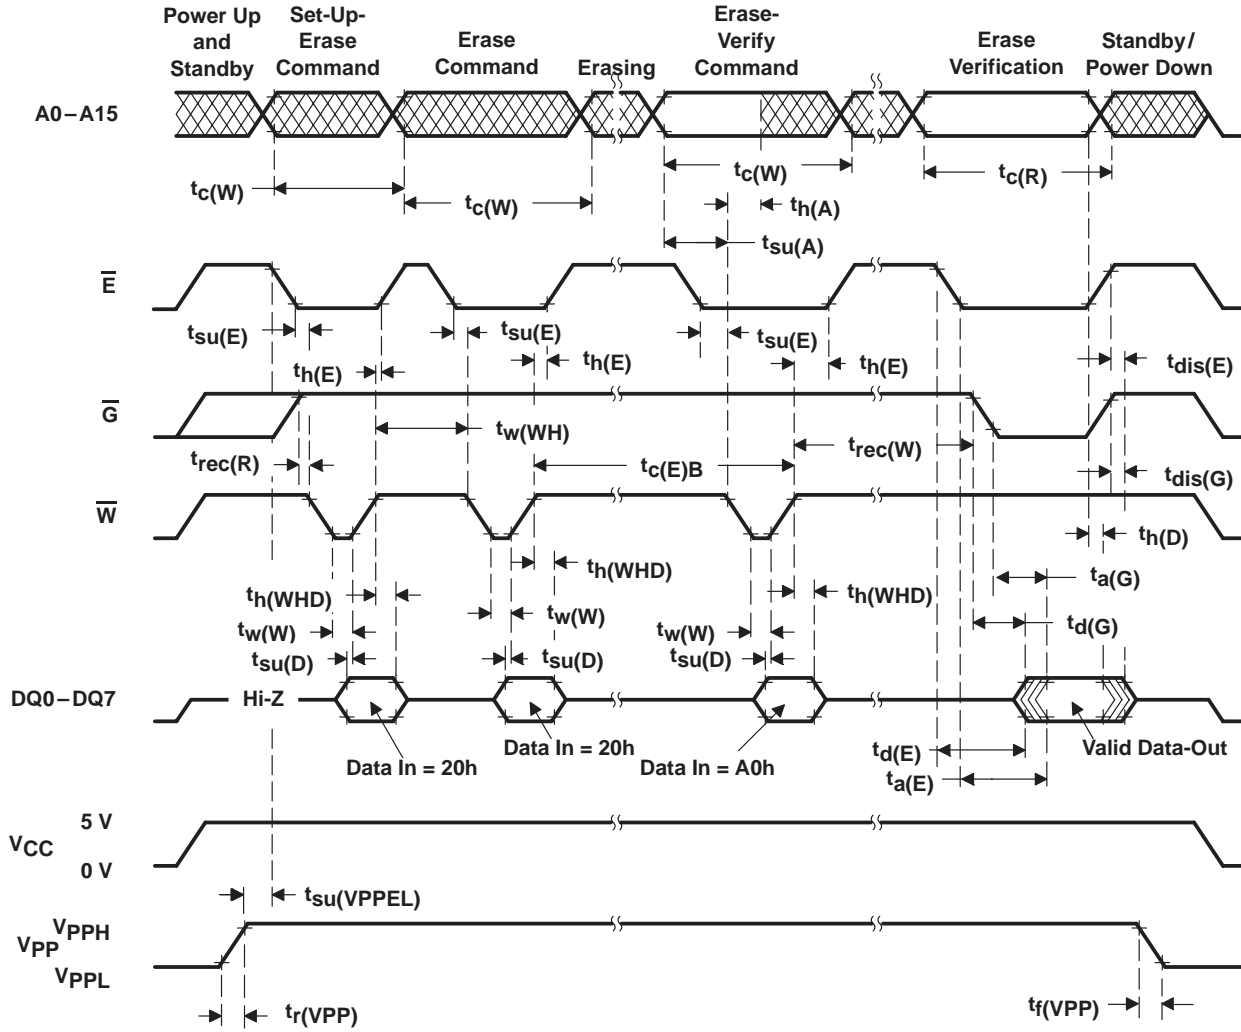 Power Up
and
Standby
Set-Up-
Erase
Command
Erase
Command
Erasing
Erase-
Verify
Command
Erase
Verification
Standby/
Power Down
A0–A15
tc(W)
tc(W)
tc(W)
tc(R)
th(A)
tsu(A)
E
tsu(E)
tsu(E)
tsu(E)
th(E)
th(E)
th(E)
tdis(E)
G
tw(WH)
trec(W)
trec(R)
tc(E)B
tdis(G)
W
th(D)
th(WHD)
ta(G)
th(WHD)
th(WHD)
tw(W)
tw(W)
tw(W)
td(G)
tsu(D)
tsu(D)
tsu(D)
DQ0–DQ7
Hi-Z
Data In = 20h
Data In = 20h
Data In = A0h
Valid Data-Out
td(E)
ta(E)
5 V
VCC
0 V
tsu(VPPEL)
VPPH
VPP
VPPL
tr(VPP)
tf(VPP)